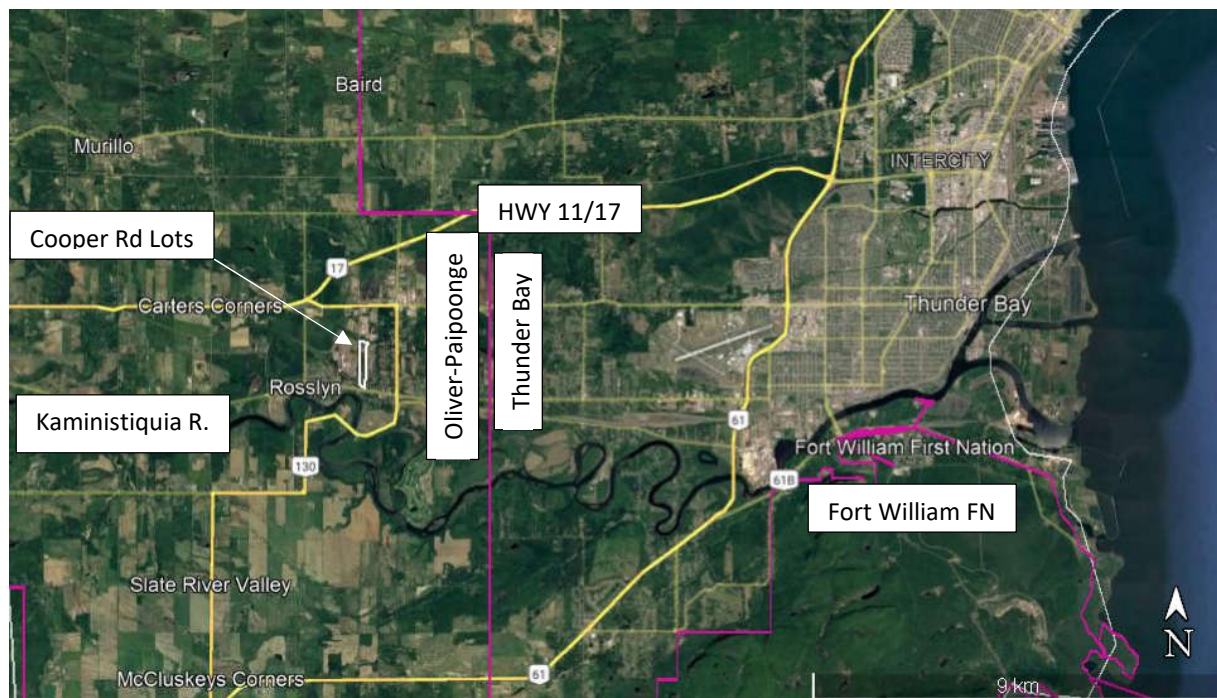 Baird
Murillo
INTERCITY
HWY 11/17
Cooper Rd Lots
17
Oliver-Paipoonge
Thunder Bay
Carters Corners
Thunder Bay
Rosslyn
Kaministiquia R.
61
Fort William First Nation
130
61B
Fort William FN
Slate River Valley
N
McCluskeys Corners
61
9 km